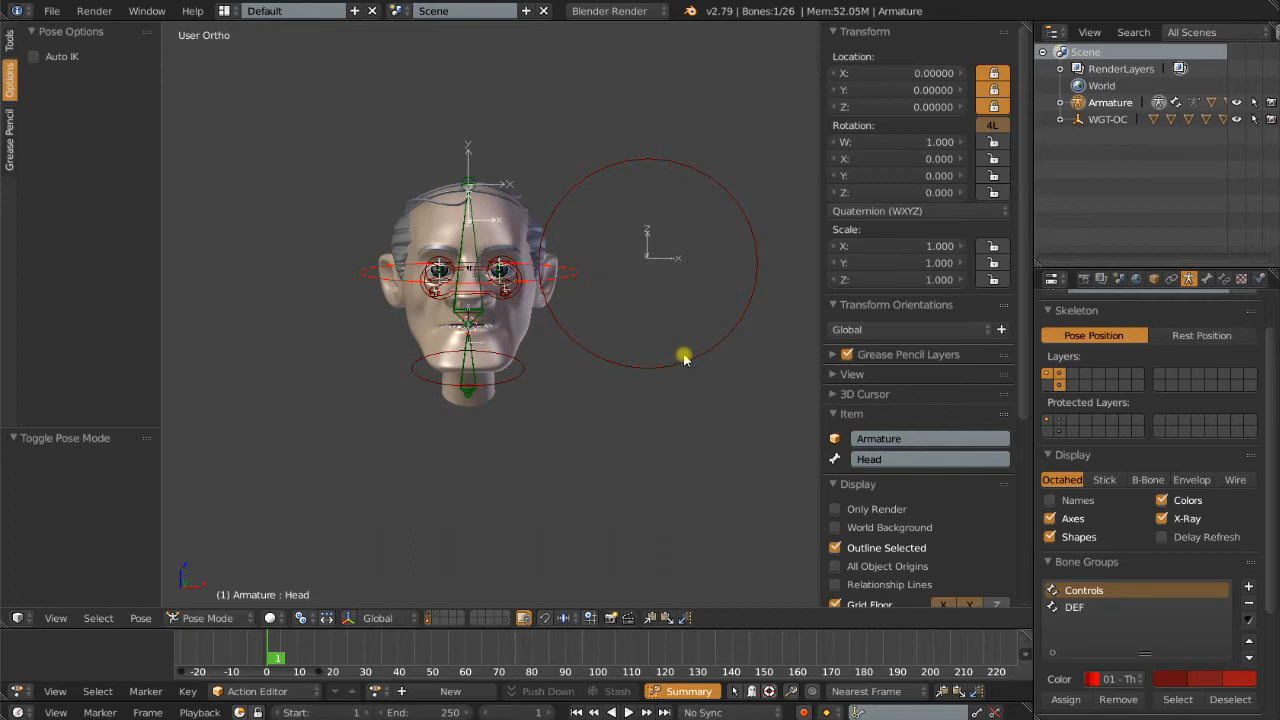 File Render Window Help Default Scene Blender Render v2.79 | Bones:1/26 | Mem:52.05M | Armature
Tools
Options
Grease Pencil
Pose Options
Auto IK
Toggle Pose Mode
User Ortho
Y
X
X
Z
X
(1) Armature : Head
Transform
Location:
X: 0.00000
Y: 0.00000
Z: 0.00000
Rotation: 4L
W: 1.000
X: 0.000
Y: 0.000
Z: 0.000
Quaternion (WXYZ)
Scale:
X: 1.000
Y: 1.000
Z: 1.000
Transform Orientations
Global
Grease Pencil Layers
View
3D Cursor
Item
Armature
Head
Display
Only Render
World Background
Outline Selected
All Object Origins
Relationship Lines
Grid Floor X Y Z
View Search All Scenes
Scene
RenderLayers
World
Armature
WGT-OC
Skeleton
Pose Position Rest Position
Layers:
Protected Layers:
Display
Octahed Stick B-Bone Envelop Wire
Names Colors
Axes X-Ray
Shapes Delay Refresh
Bone Groups
Controls
DEF
Color 01 - Th
Assign Remove Select Deselect
View Select Pose Pose Mode Global
1
-20 -10 0 10 20 30 40 50 60 70 80 90 100 110 120 130 140 150 160 170 180 190 200 210 220
View Select Marker Key Action Editor New Push Down Stash Summary Nearest Frame
View Marker Frame Playback Start: 1 End: 250 1 No Sync